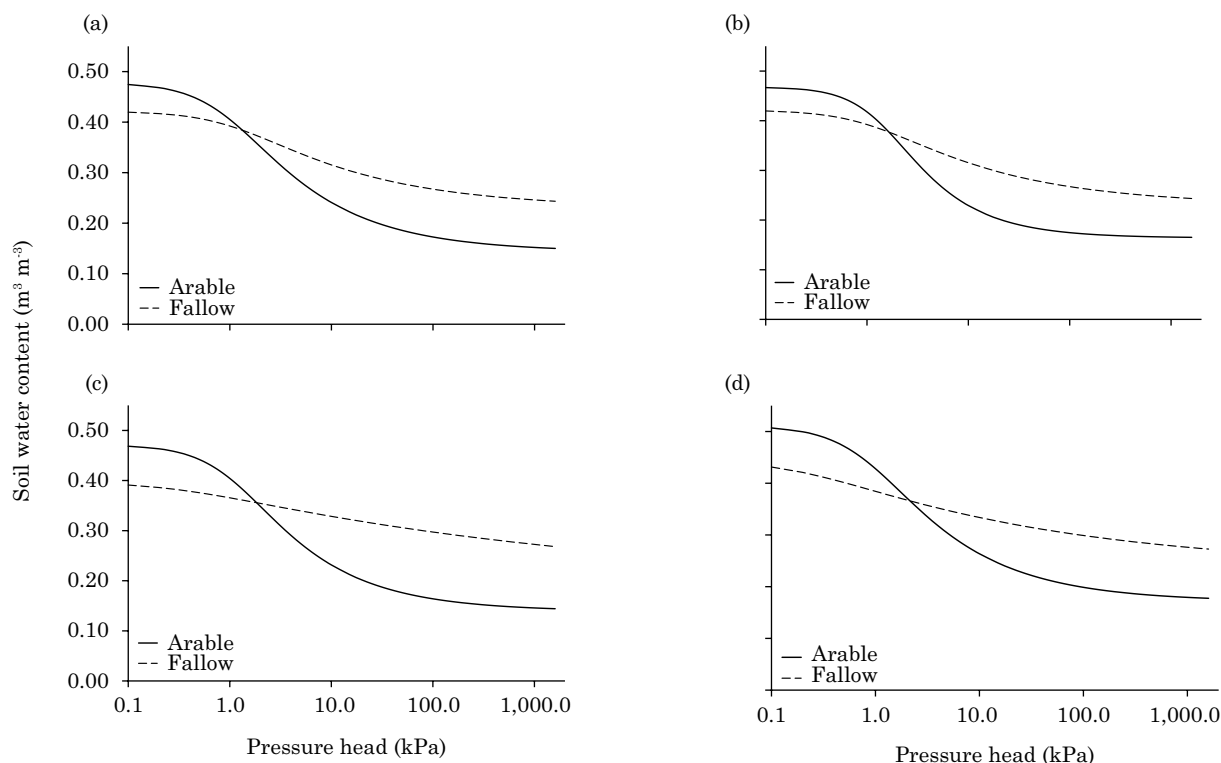 (a)
0.50
0.40
0.30
0.20
0.10
0.00
Arable
Fallow
(b)
Arable
Fallow
Soil water content (m³ m⁻³)
(c)
0.50
0.40
0.30
0.20
0.10
0.00
Arable
Fallow
0.1 1.0 10.0 100.0 1,000.0
Pressure head (kPa)
(d)
Arable
Fallow
0.1 1.0 10.0 100.0 1,000.0
Pressure head (kPa)